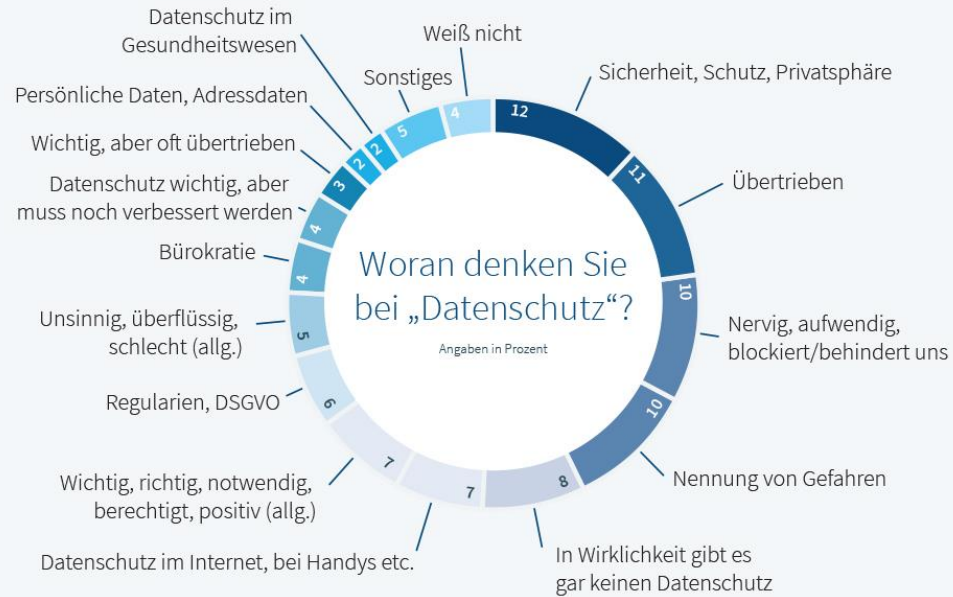 Woran denken Sie
bei „Datenschutz“?
Angaben in Prozent
12
Sicherheit, Schutz, Privatsphäre
11
Übertrieben
10
Nervig, aufwendig,
blockiert/behindert uns
10
Nennung von Gefahren
8
In Wirklichkeit gibt es
gar keinen Datenschutz
7
Datenschutz im Internet, bei Handys etc.
7
Wichtig, richtig, notwendig,
berechtigt, positiv (allg.)
6
Regularien, DSGVO
5
Unsinnig, überflüssig,
schlecht (allg.)
4
Bürokratie
4
Datenschutz wichtig, aber
muss noch verbessert werden
3
Wichtig, aber oft übertrieben
2
Persönliche Daten, Adressdaten
2
Datenschutz im
Gesundheitswesen
5
Sonstiges
4
Weiß nicht